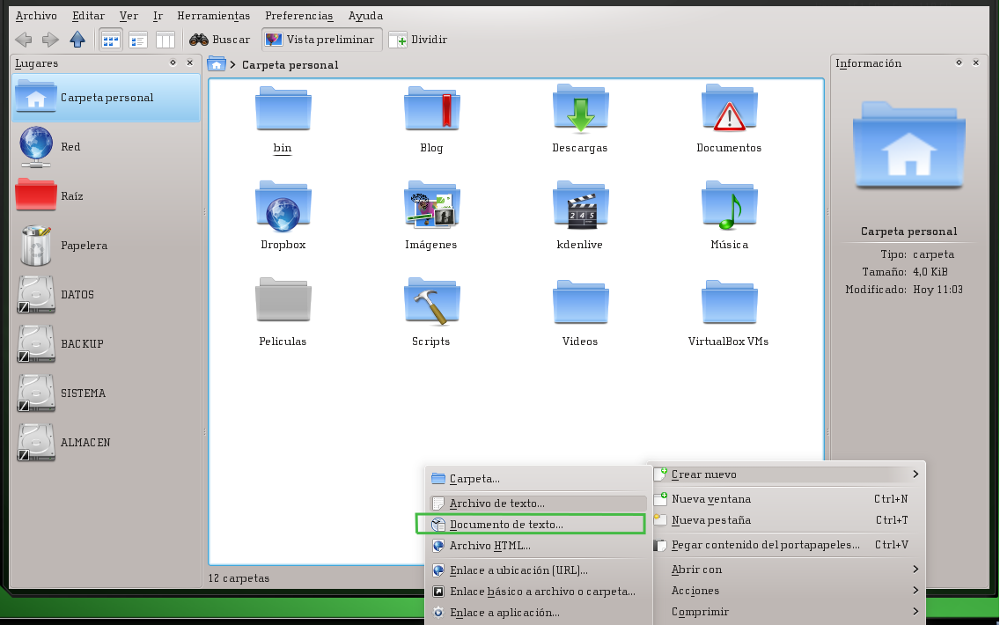 Archivo Editar Ver Ir Herramientas Preferencias Ayuda
Buscar Vista preliminar Dividir
Lugares
Carpeta personal
Red
Raíz
Papelera
DATOS
BACKUP
SISTEMA
ALMACEN
Carpeta personal
bin Blog Descargas Documentos
Dropbox Imágenes kdenlive Música
Peliculas Scripts Videos VirtualBox VMs
12 carpetas
Información
Carpeta personal
Tipo: carpeta
Tamaño: 4,0 KiB
Modificado: Hoy 11:03
Carpeta...
Archivo de texto...
Documento de texto...
Archivo HTML...
Enlace a ubicación (URL)...
Enlace básico a archivo o carpeta...
Enlace a aplicación...
Crear nuevo
Nueva ventana Ctrl+N
Nueva pestaña Ctrl+T
Pegar contenido del portapapeles... Ctrl+V
Abrir con
Acciones
Comprimir